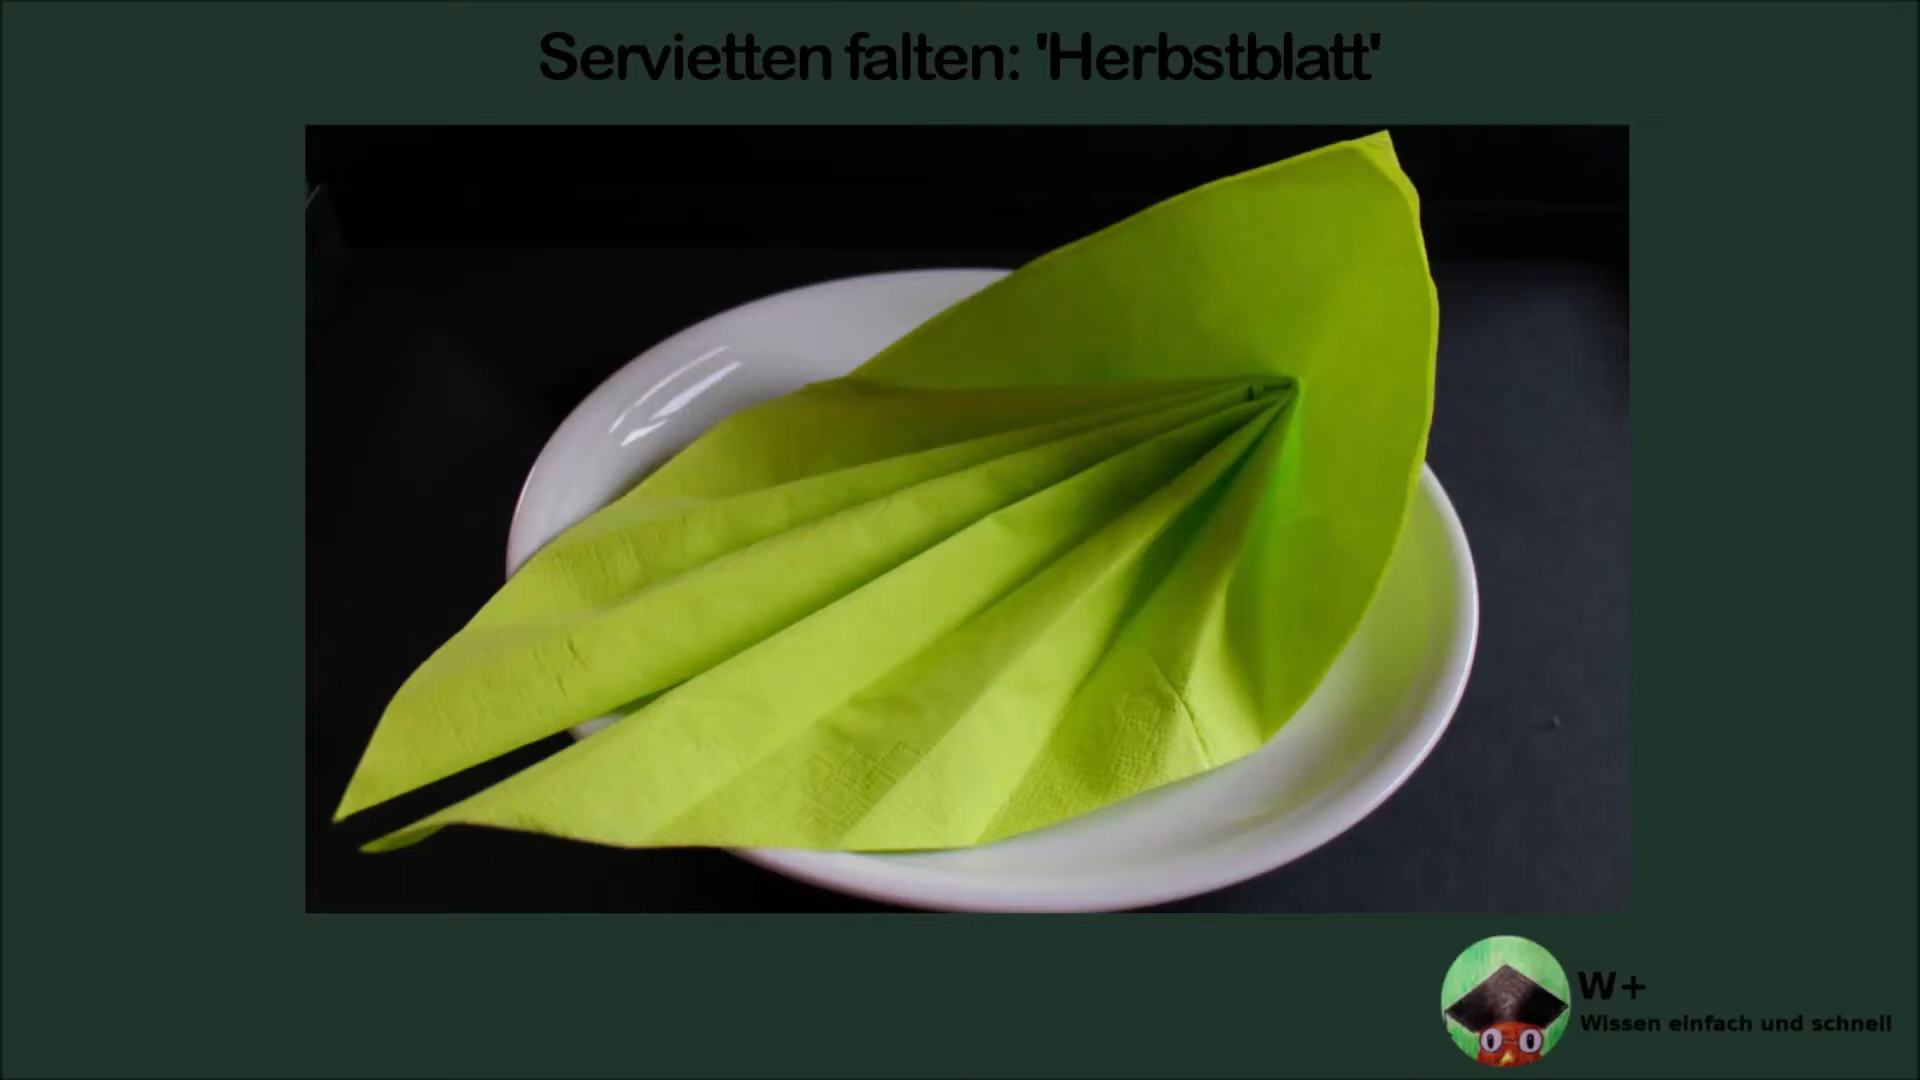 Servietten falten: 'Herbstblatt'
W+
Wissen einfach und schnell